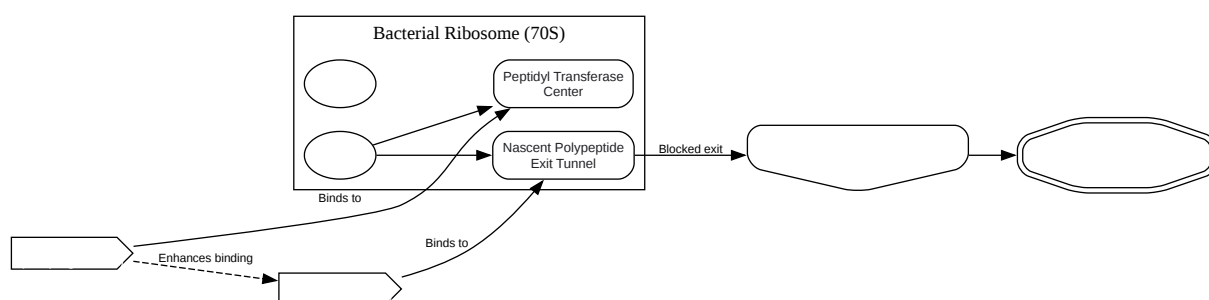 Bacterial Ribosome (70S)
Peptidyl Transferase
Center
Nascent Polypeptide
Exit Tunnel
Blocked exit
Binds to
Binds to
Enhances binding